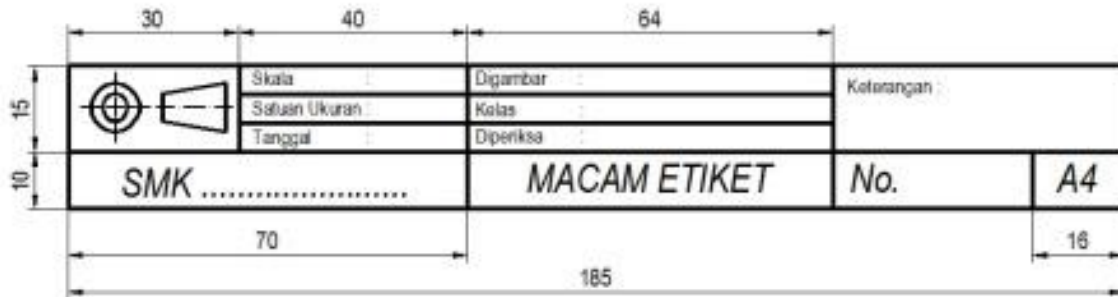 30 40 64
Skala : Digambar : Keterangan :
15 Satuan Ukuran : Kelas :
Tanggal : Diperiksa :
10 SMK ...................... MACAM ETIKET No. A4
70 16
185